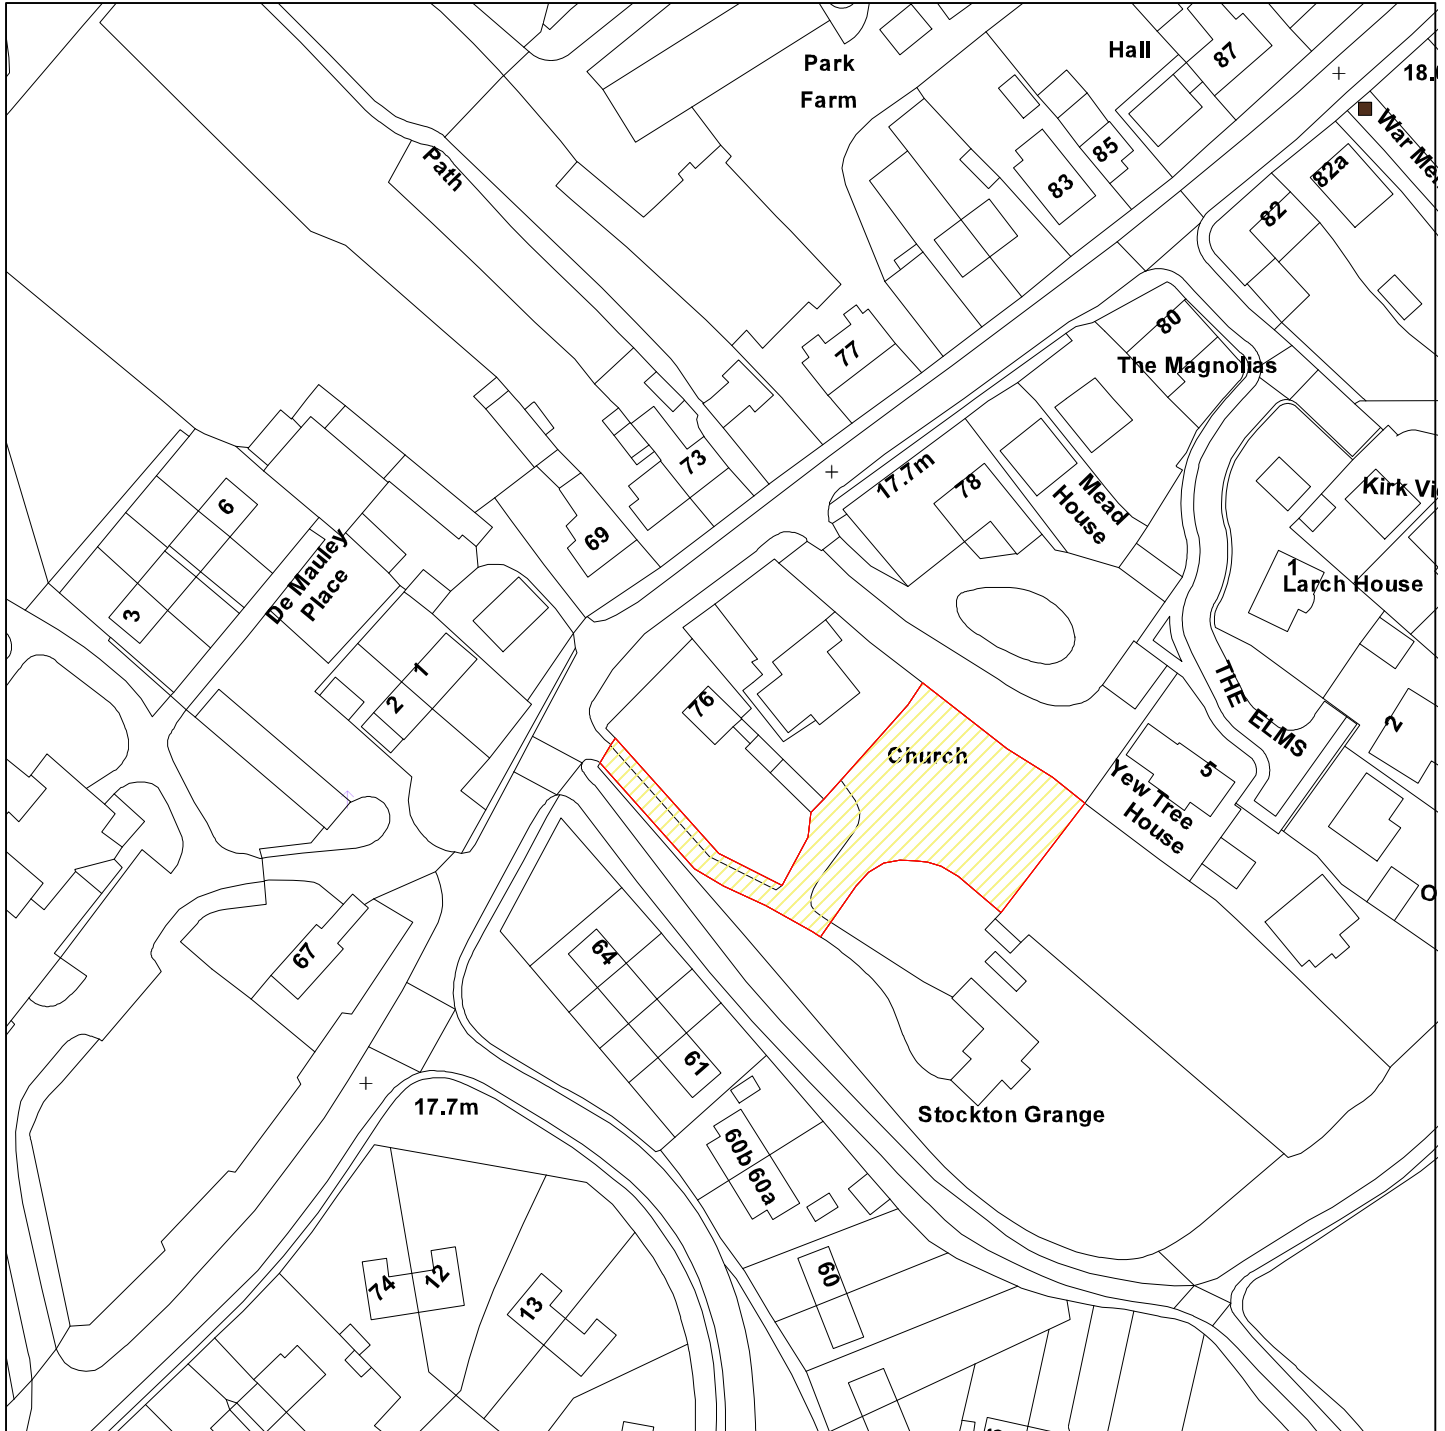 Park
Farm
Hall
87
18.
War Me
Path
85
83
82a
82
80
77
The Magnolias
73
17.7m
78
Mead
House
Kirk Vi
6
69
De Mauley
Place
1
Larch House
3
1
2
76
THE ELMS
2
Church
5
Yew Tree
House
O
67
64
61
17.7m
Stockton Grange
60b
60a
74
12
13
60